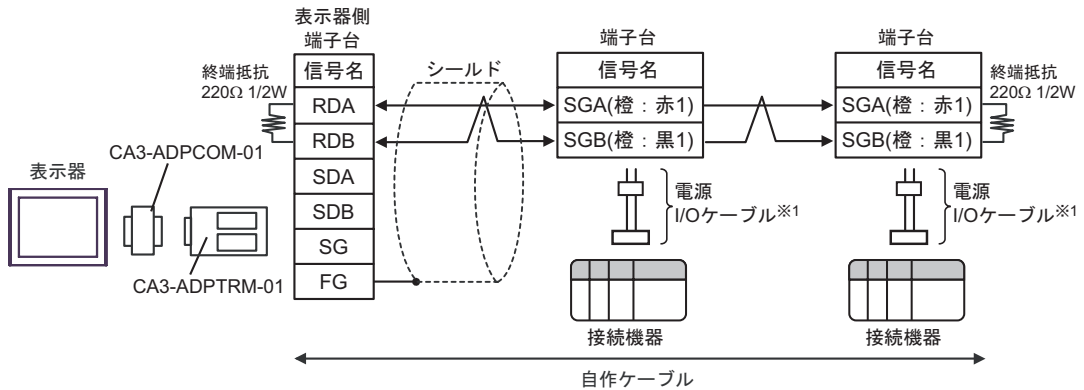 表示器
CA3-ADPCOM-01
CA3-ADPTRM-01
終端抵抗
220Ω 1/2W
表示器側
端子台
信号名
RDA
RDB
SDA
SDB
SG
FG
シールド
端子台
信号名
SGA(橙：赤1)
SGB(橙：黒1)
電源
I/Oケーブル※1
接続機器
端子台
信号名
SGA(橙：赤1)
SGB(橙：黒1)
終端抵抗
220Ω 1/2W
電源
I/Oケーブル※1
接続機器
自作ケーブル